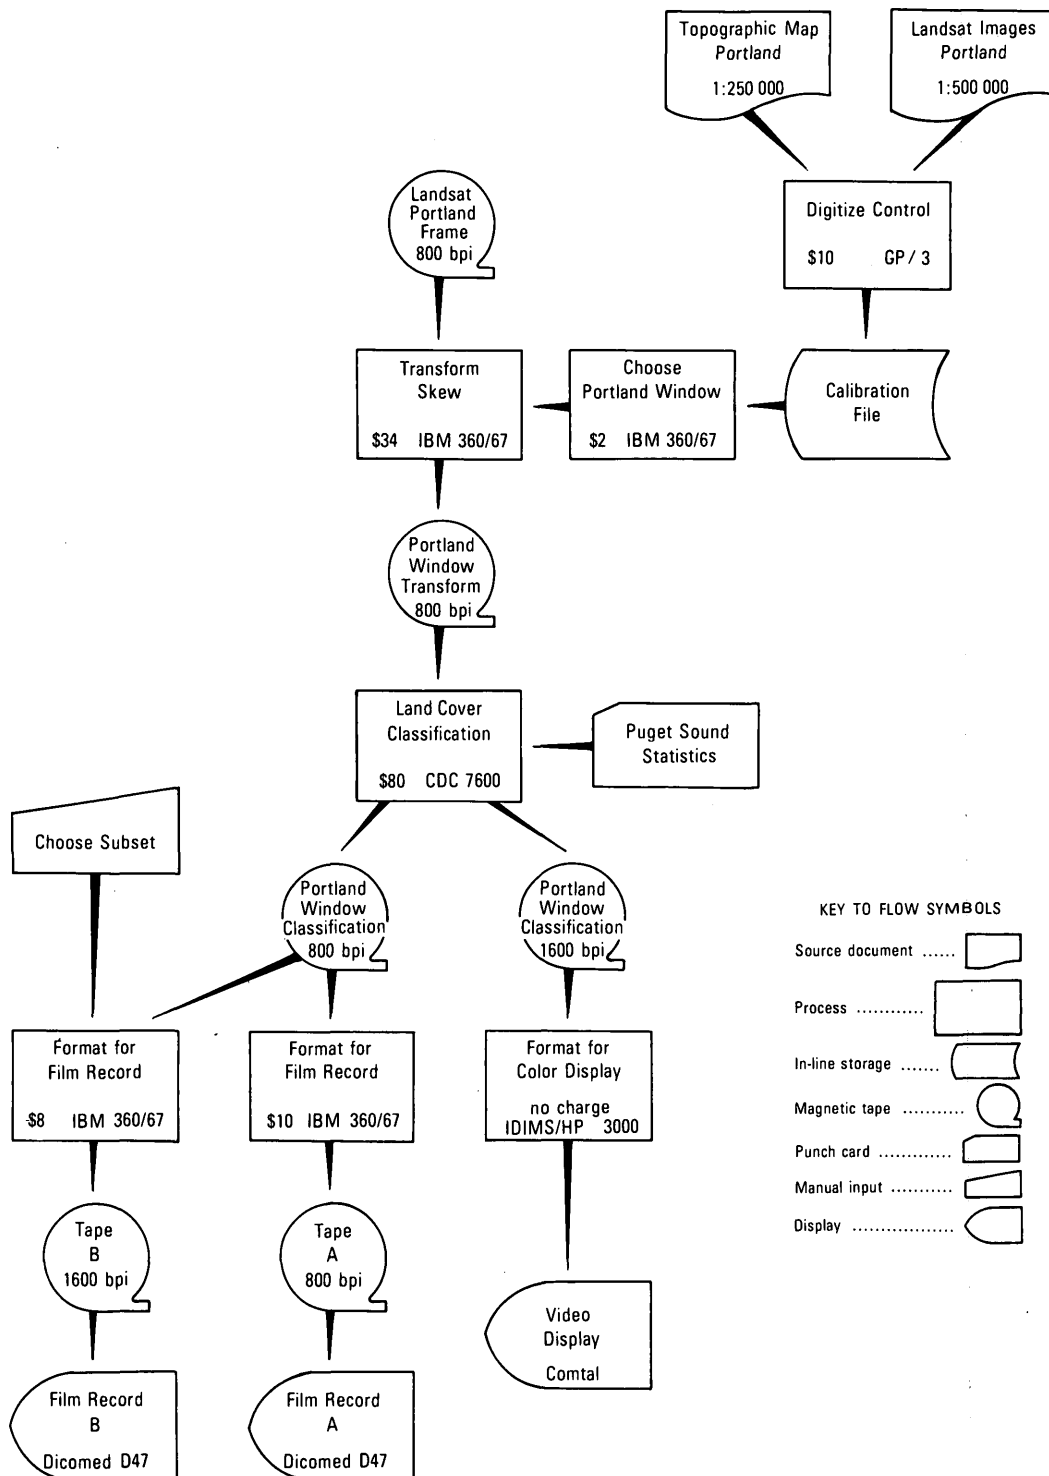 Topographic Map
Portland
1:250 000
Landsat Images
Portland
1:500 000
Digitize Control
$10 GP/ 3
Landsat
Portland
Frame
800 bpi
Transform
Skew
$34 IBM 360/67
Choose
Portland Window
$2 IBM 360/67
Calibration
File
Portland
Window
Transform
800 bpi
Land Cover
Classification
$80 CDC 7600
Puget Sound
Statistics
Choose Subset
Portland
Window
Classification
800 bpi
Portland
Window
Classification
1600 bpi
Format for
Film Record
$8 IBM 360/67
Format for
Film Record
$10 IBM 360/67
Format for
Color Display
no charge
IDIMS/HP 3000
Tape
B
1600 bpi
Tape
A
800 bpi
Video
Display
Comtal
Film Record
B
Dicomed D47
Film Record
A
Dicomed D47
KEY TO FLOW SYMBOLS
Source document ......
Process ............
In-line storage .......
Magnetic tape ...........
Punch card .............
Manual input ...........
Display ..................